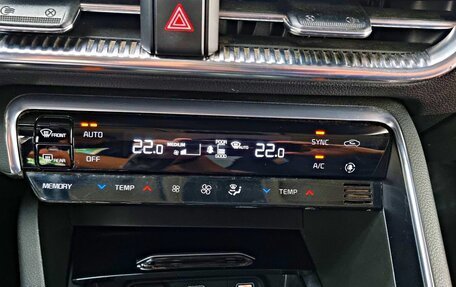 FRONT
AUTO
22.0
MEDIUM
POOR
GOOD
AUTO
22.0
SYNC
REAR
OFF
A/C
MEMORY
TEMP
TEMP